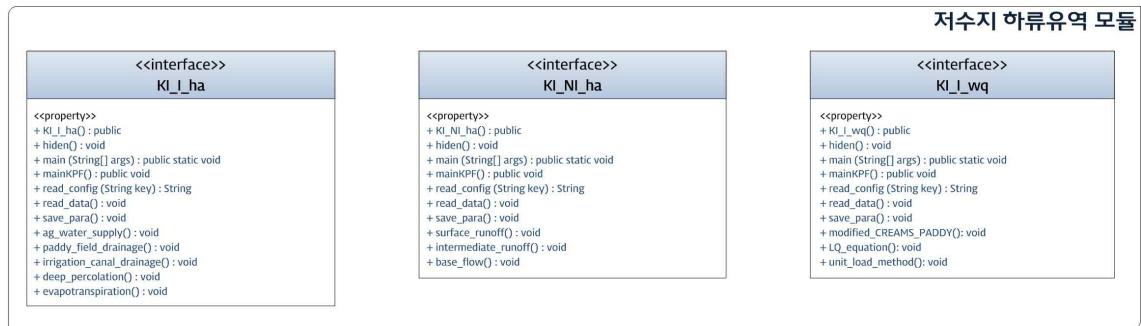 저수지 하류유역 모듈
<<interface>>
KI_I_ha
<<property>>
+ KI_I_ha() : public
+ hiden() : void
+ main (String[] args) : public static void
+ mainKPF() : public void
+ read_config (String key) : String
+ read_data() : void
+ save_para() : void
+ ag_water_supply() : void
+ paddy_field_drainage() : void
+ irrigation_canal_drainage() : void
+ deep_percolation() : void
+ evapotranspiration() : void
<<interface>>
KI_NI_ha
<<property>>
+ KI_NI_ha() : public
+ hiden() : void
+ main (String[] args) : public static void
+ mainKPF() : public void
+ read_config (String key) : String
+ read_data() : void
+ save_para() : void
+ surface_runoff() : void
+ intermediate_runoff() : void
+ base_flow() : void
<<interface>>
KI_I_wq
<<property>>
+ KI_I_wq() : public
+ hiden() : void
+ main (String[] args) : public static void
+ mainKPF() : public void
+ read_config (String key) : String
+ read_data() : void
+ save_para() : void
+ modified_CREAMS_PADDY(): void
+ LQ_equation(): void
+ unit_load_method(): void